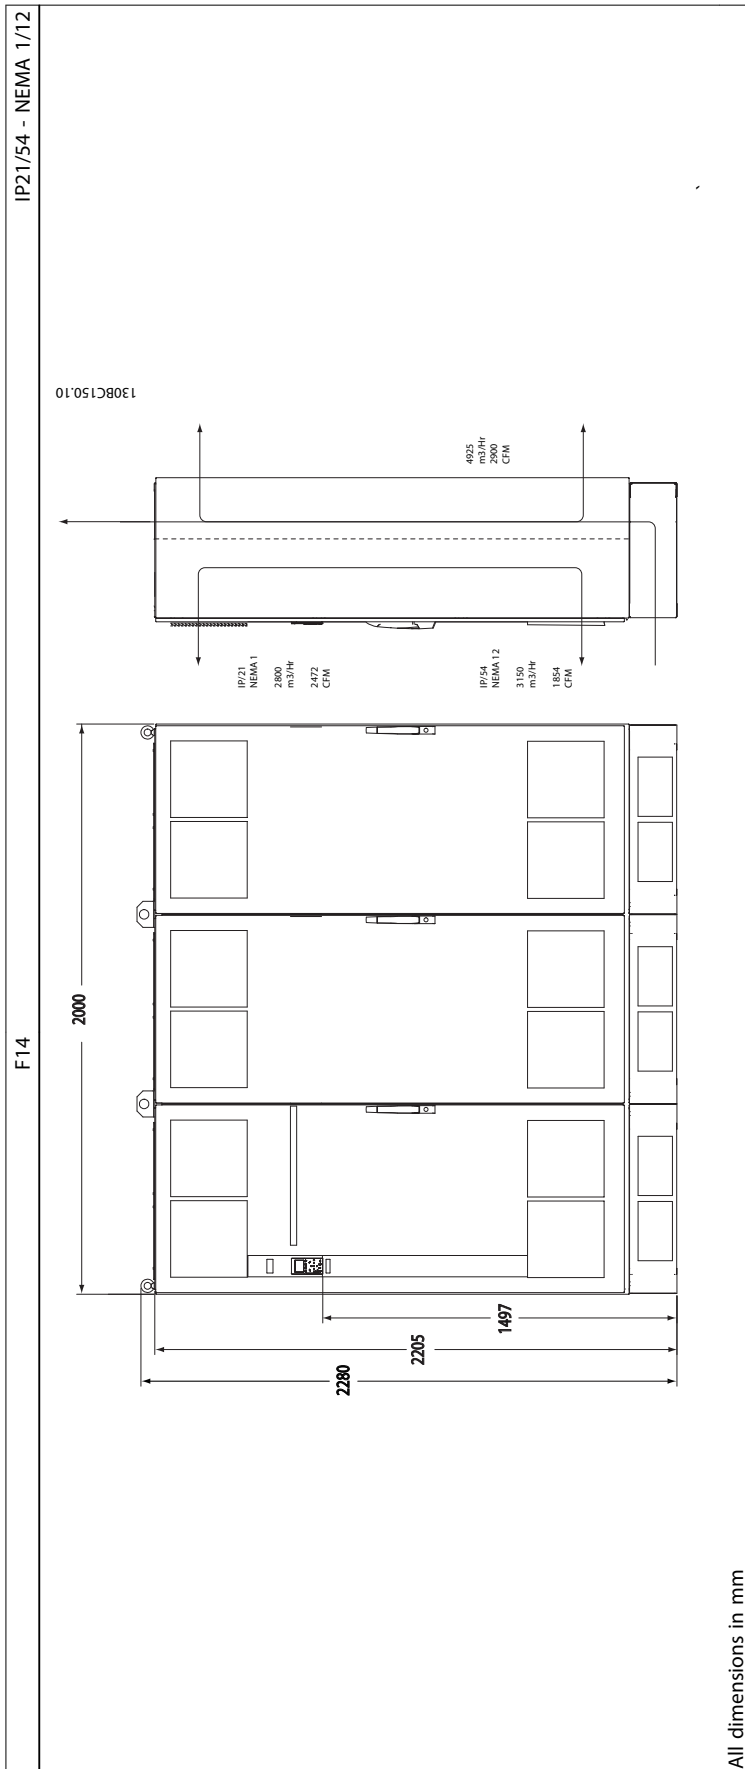 F14
IP21/54 - NEMA 1/12
130BC150.10
2000
2280
2205
1497
IP/21
NEMA 1
2800
m3/Hr
2472
CFM
IP/54
NEMA 12
3150
m3/Hr
1854
CFM
4925
m3/Hr
2900
CFM
All dimensions in mm